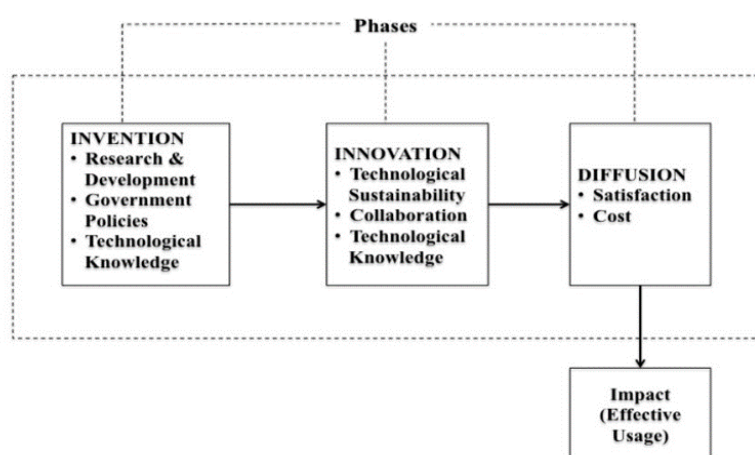 Phases
INVENTION
• Research &
Development
• Government
Policies
• Technological
Knowledge
INNOVATION
• Technological
Sustainability
• Collaboration
• Technological
Knowledge
DIFFUSION
• Satisfaction
• Cost
Impact
(Effective
Usage)